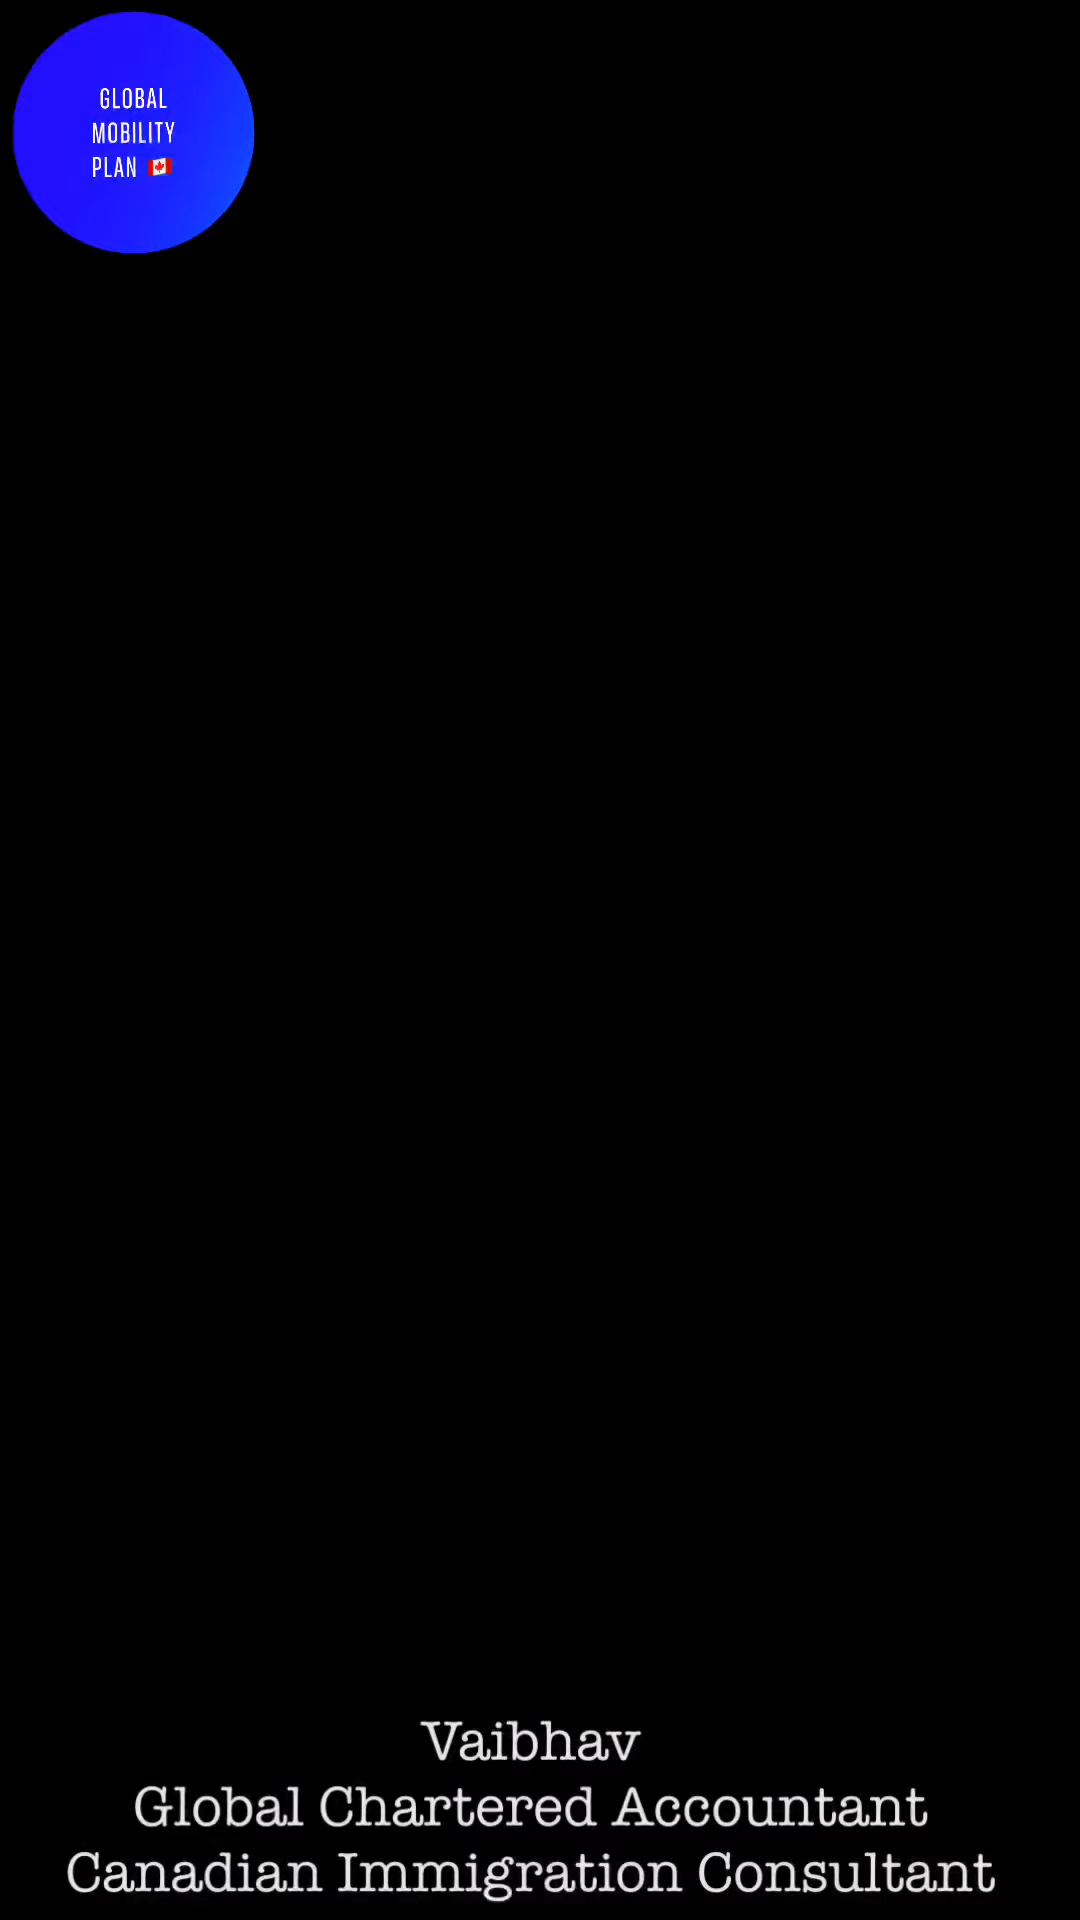 GLOBAL
MOBILITY
PLAN 🇨🇦
Vaibhav
Global Chartered Accountant
Canadian Immigration Consultant